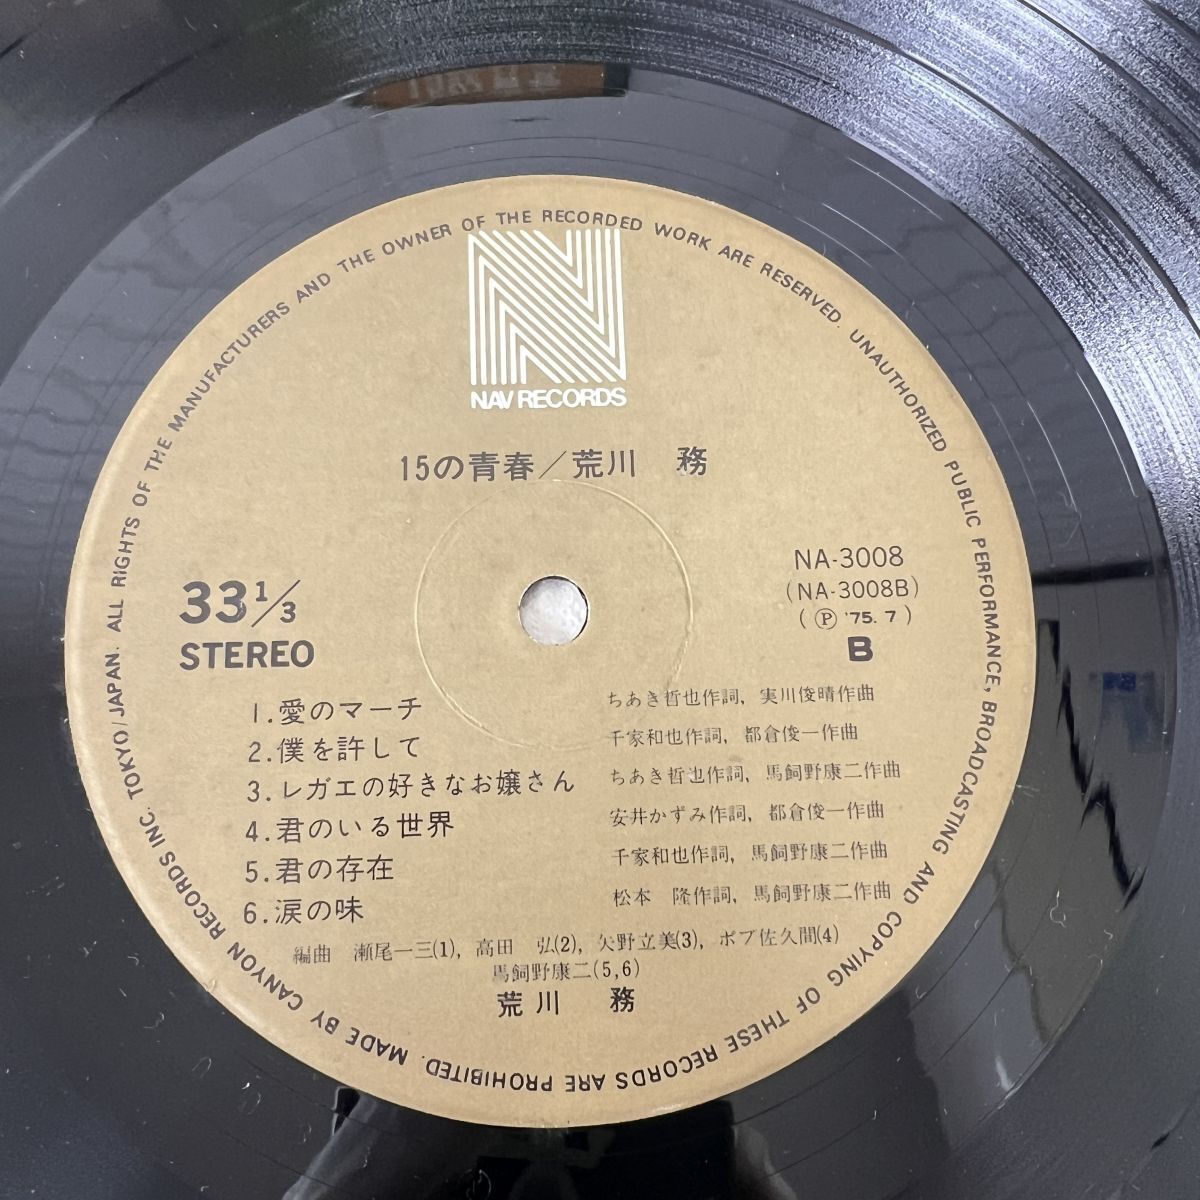 ALL RIGHTS OF THE MANUFACTURERS AND THE OWNER OF THE RECORDED WORK ARE RESERVED. UNAUTHORIZED PUBLIC PERFORMANCE, BROADCASTING AND COPYING OF THESE RECORDS ARE PROHIBITED. MADE BY CANYON RECORDS INC. TOKYO/JAPAN.
NAV RECORDS
15の青春／荒川 務
NA-3008
(NA-3008B)
(Ⓟ '75. 7)
33 1/3
STEREO
B
1.愛のマーチ ちあき哲也作詞, 実川俊晴作曲
2.僕を許して 千家和也作詞, 都倉俊一作曲
3.レガエの好きなお嬢さん ちあき哲也作詞, 馬飼野康二作曲
4.君のいる世界 安井かずみ作詞, 都倉俊一作曲
5.君の存在 千家和也作詞, 馬飼野康二作曲
6.涙の味 松本 隆作詞, 馬飼野康二作曲
編曲 瀬尾一三(1), 高田 弘(2), 矢野立美(3), ボブ佐久間(4)
馬飼野康二(5,6)
荒川 務